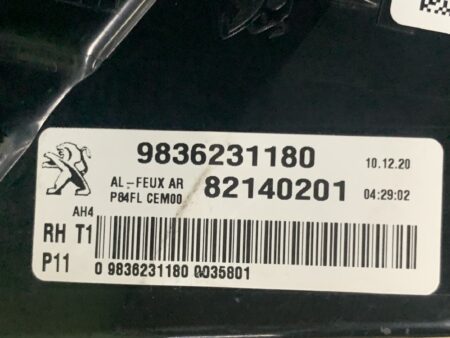 9836231180 10.12.20
AL.-FEUX AR 82140201 04:29:02
P84FL CEM00
AH4
RH T1
P11 0 9836231180 0035801